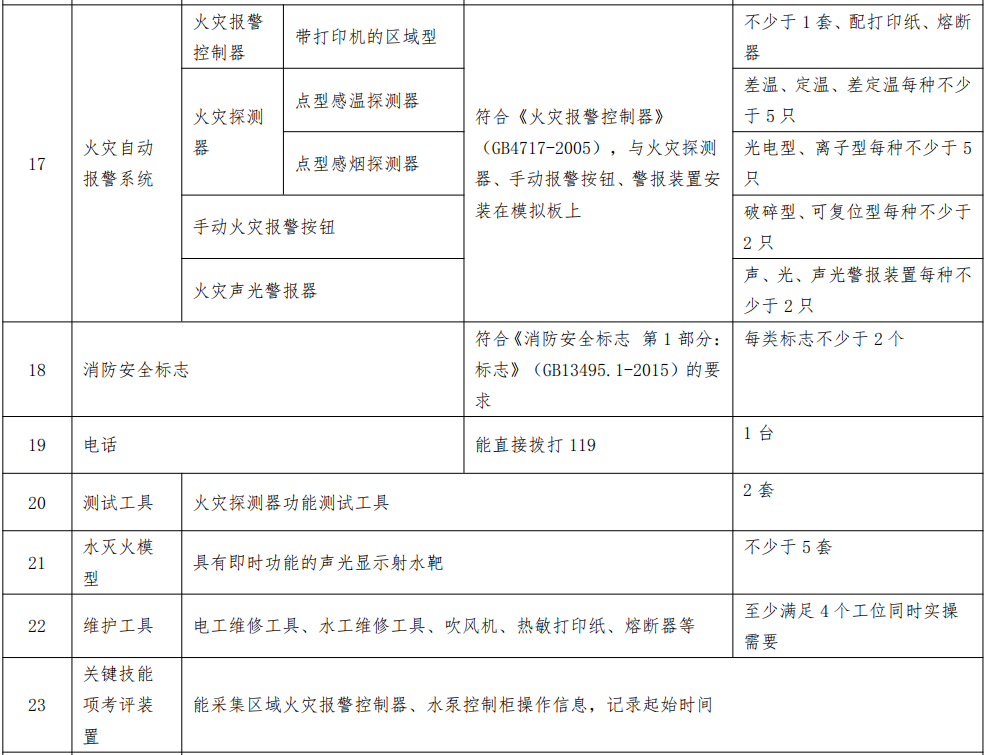 17
火灾自动
报警系统
火灾报警
控制器
带打印机的区域型
符合《火灾报警控制器》
（GB4717-2005），与火灾探测
器、手动报警按钮、警报装置安
装在模拟板上
不少于 1 套、配打印纸、熔断
器
火灾探测
器
点型感温探测器
差温、定温、差定温每种不少
于 5 只
点型感烟探测器
光电型、离子型每种不少于 5
只
手动火灾报警按钮
破碎型、可复位型每种不少于
2 只
火灾声光警报器
声、光、声光警报装置每种不
少于 2 只
18
消防安全标志
符合《消防安全标志 第 1 部分：
标志》（GB13495.1-2015）的要
求
每类标志不少于 2 个
19
电话
能直接拨打 119
1 台
20
测试工具
火灾探测器功能测试工具
2 套
21
水灭火模
型
具有即时功能的声光显示射水靶
不少于 5 套
22
维护工具
电工维修工具、水工维修工具、吹风机、热敏打印纸、熔断器等
至少满足 4 个工位同时实操
需要
23
关键技能
项考评装
置
能采集区域火灾报警控制器、水泵控制柜操作信息，记录起始时间